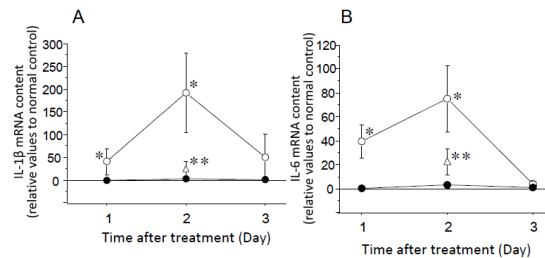 A
IL-1β mRNA content
(relative values to normal control)
300
250
200
150
100
50
0
*
*
**
1 2 3
Time after treatment (Day)
B
IL-6 mRNA content
(relative values to normal control)
120
100
80
60
40
20
0
*
*
**
1 2 3
Time after treatment (Day)